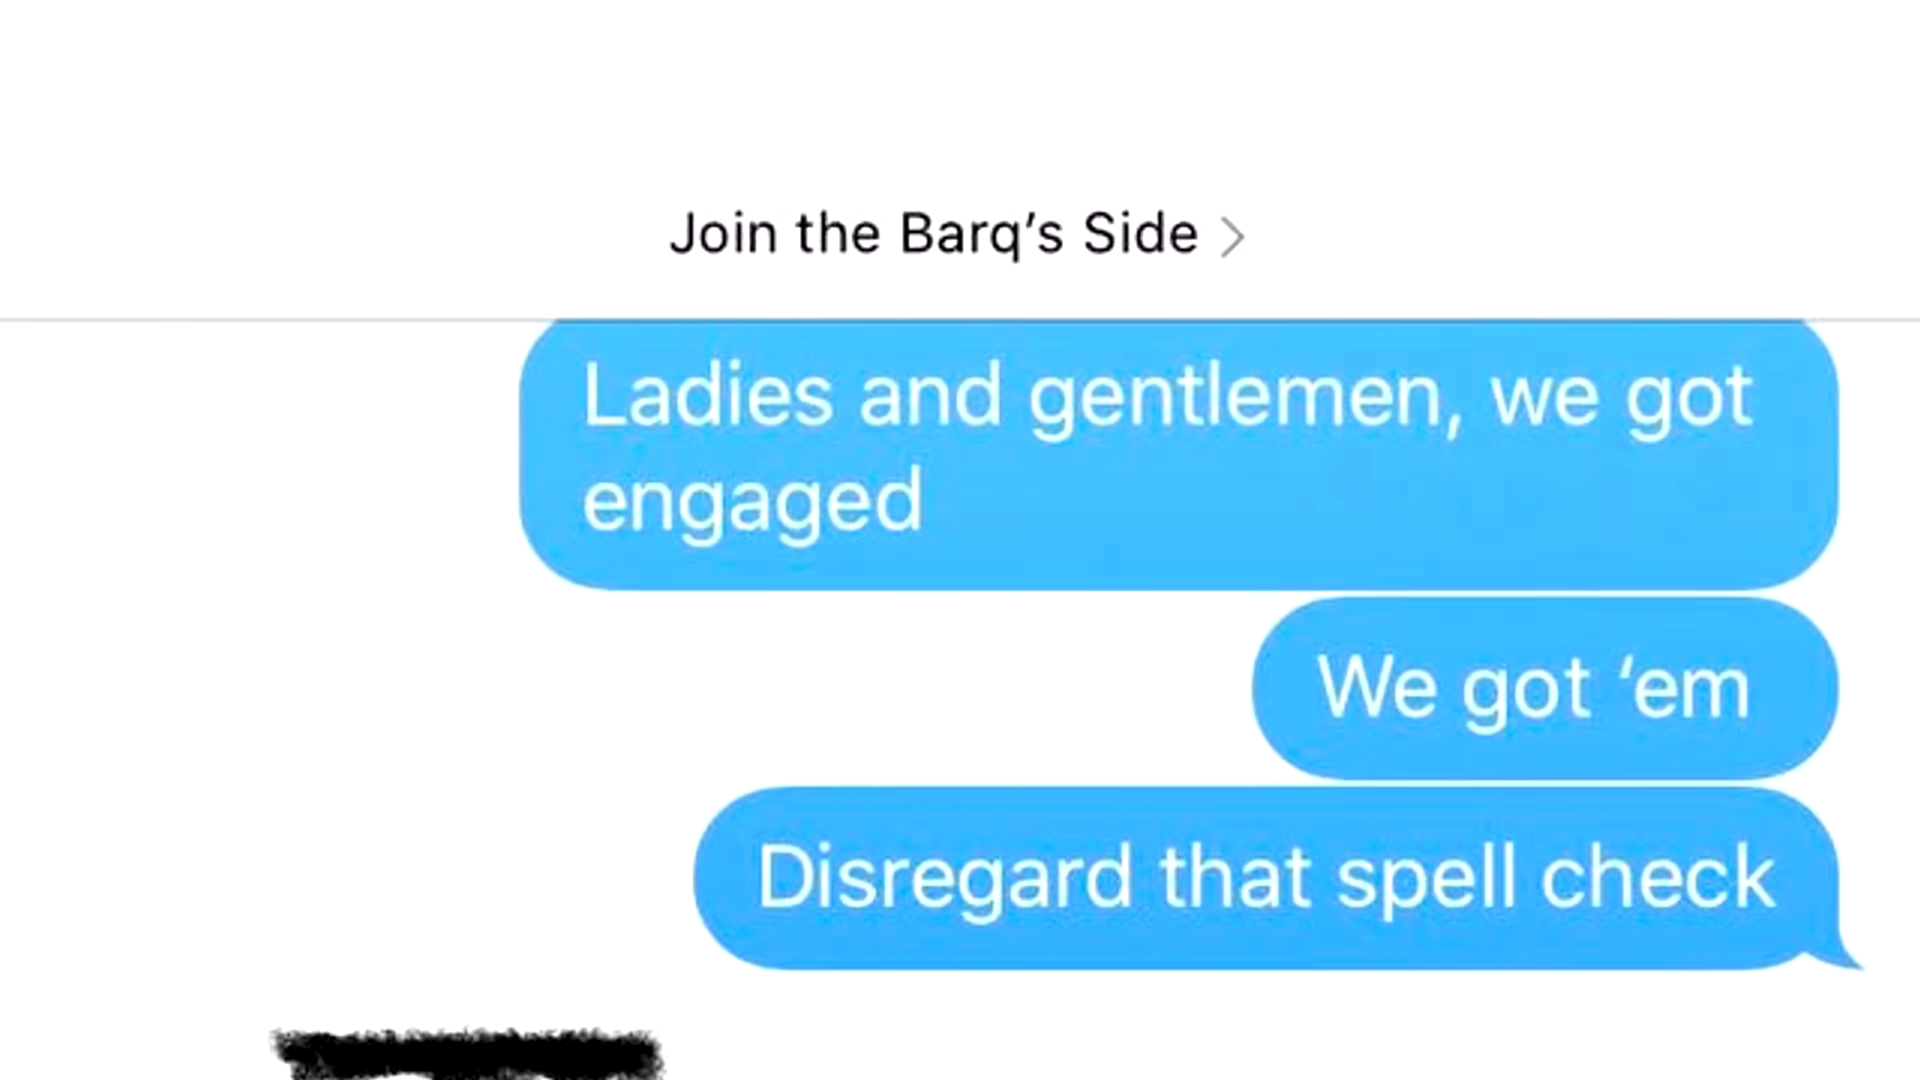 Join the Barq’s Side >
Ladies and gentlemen, we got
engaged
We got ‘em
Disregard that spell check